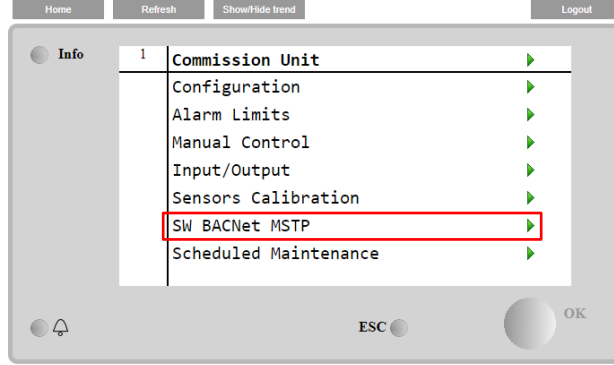 Home Refresh Show/Hide trend Logout
Info
1 Commission Unit
Configuration
Alarm Limits
Manual Control
Input/Output
Sensors Calibration
SW BACNet MSTP
Scheduled Maintenance
ESC
OK